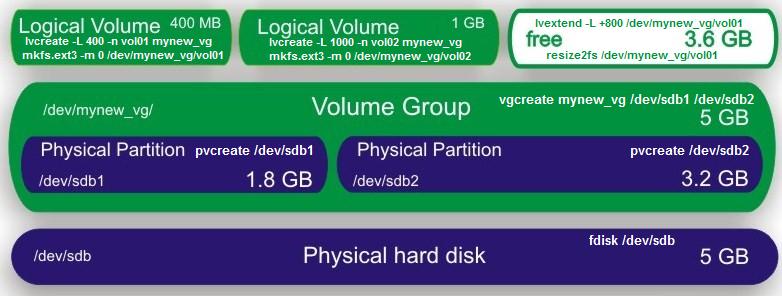 Logical Volume 400 MB
lvcreate -L 400 -n vol01 mynew_vg
mkfs.ext3 -m 0 /dev/mynew_vg/vol01
Logical Volume 1 GB
lvcreate -L 1000 -n vol02 mynew_vg
mkfs.ext3 -m 0 /dev/mynew_vg/vol02
lvextend -L +800 /dev/mynew_vg/vol01
free 3.6 GB
resize2fs /dev/mynew_vg/vol01
/dev/mynew_vg/ Volume Group vgcreate mynew_vg /dev/sdb1 /dev/sdb2
5 GB
Physical Partition pvcreate /dev/sdb1
/dev/sdb1 1.8 GB
Physical Partition pvcreate /dev/sdb2
/dev/sdb2 3.2 GB
fdisk /dev/sdb
/dev/sdb Physical hard disk 5 GB